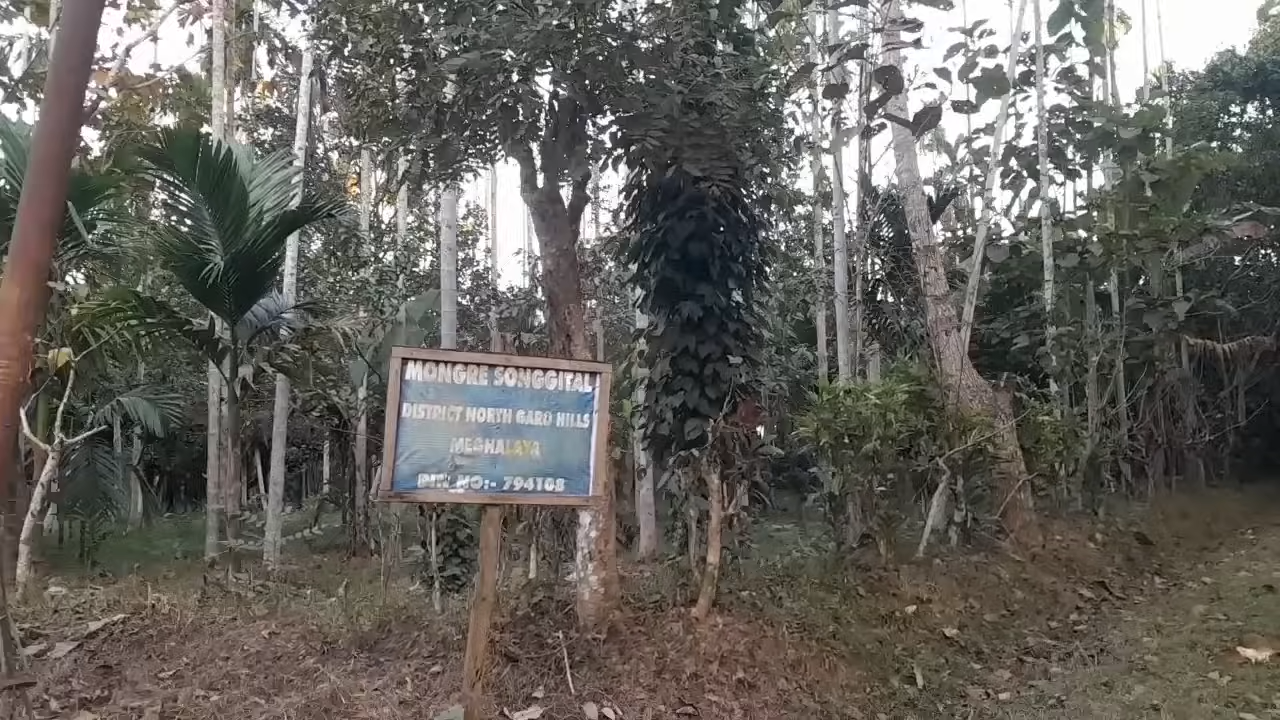 MONGRE SONGGITAL
DISTRICT NORTH GARO HILLS
MEGHALAYA
PIN NO:- 794108